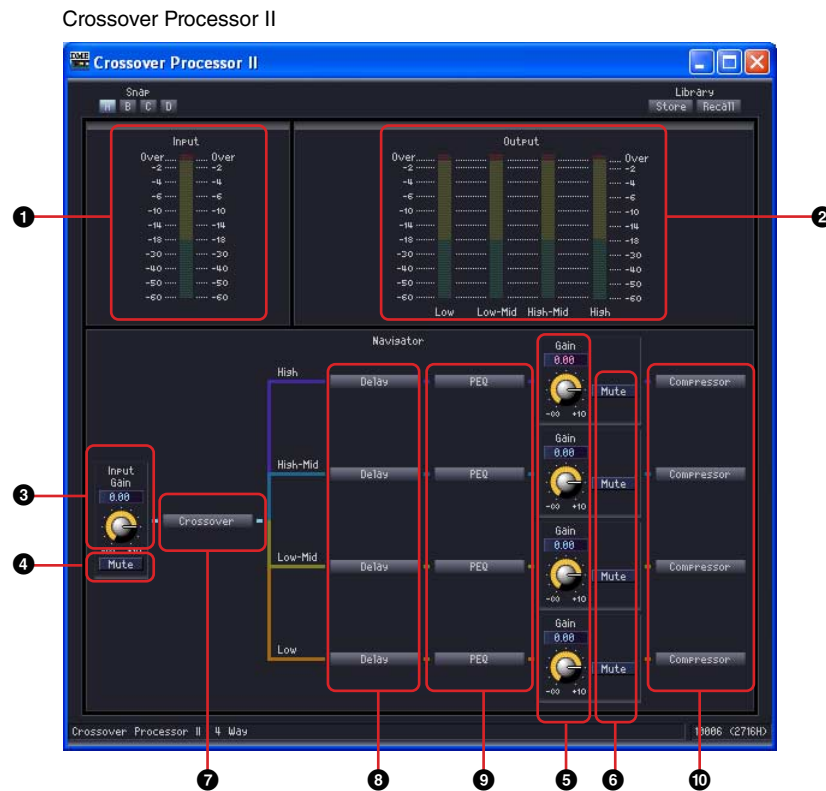 Crossover Processor II
DME Crossover Processor II
Snap
A B C D
Library
Store Recall
Input
Over Over
-2 -2
-4 -4
-6 -6
-10 -10
-14 -14
-18 -18
-30 -30
-40 -40
-50 -50
-60 -60
Output
Over Over
-2 -2
-4 -4
-6 -6
-10 -10
-14 -14
-18 -18
-30 -30
-40 -40
-50 -50
-60 -60
Low Low-Mid High-Mid High
1
2
Navigator
Gain
0.00
High
Delay
PEQ
Mute
Compressor
-∞ +10
Gain
0.00
High-Mid
Delay
PEQ
Mute
Compressor
-∞ +10
3
Input
Gain
0.00
-∞ +10
4
Mute
Crossover
Gain
0.00
Low-Mid
Delay
PEQ
Mute
Compressor
-∞ +10
Gain
0.00
Low
Delay
PEQ
Mute
Compressor
-∞ +10
Crossover Processor II 4 Way
10006 (2716H)
7 8 9 5 6 10